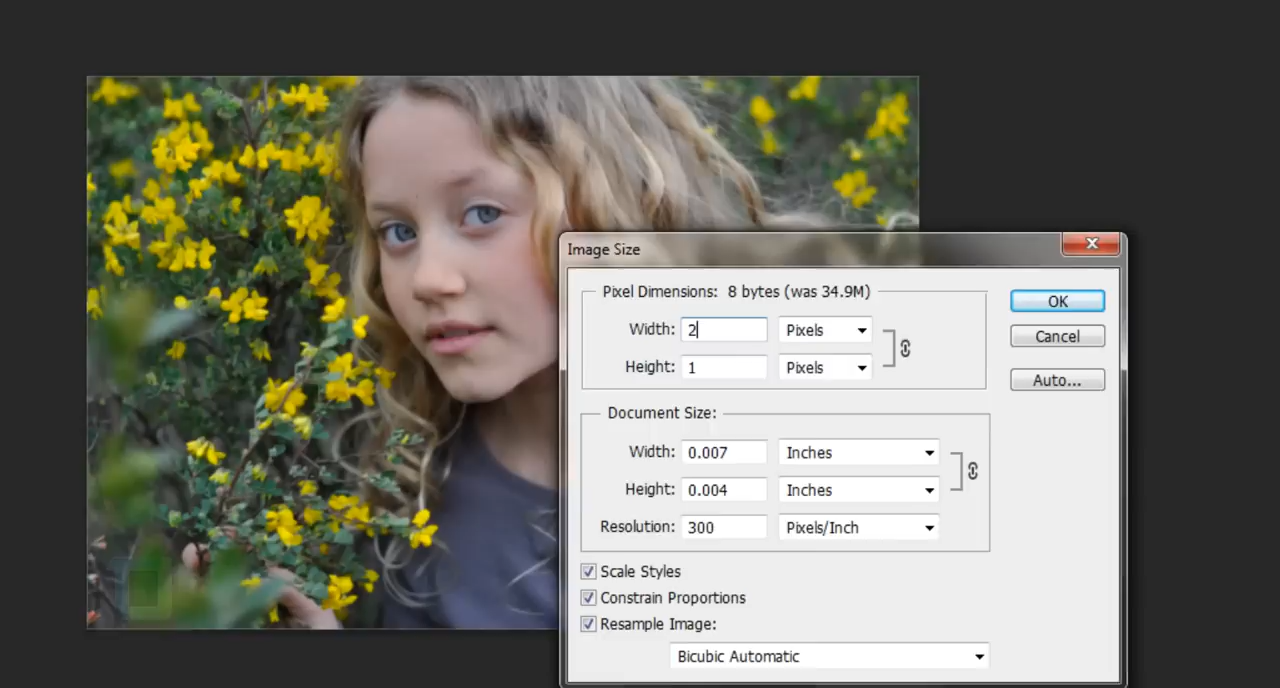 Image Size
Pixel Dimensions: 8 bytes (was 34.9M)
OK
Width: 2 Pixels
Cancel
Height: 1 Pixels
Auto...
Document Size:
Width: 0.007 Inches
Height: 0.004 Inches
Resolution: 300 Pixels/Inch
Scale Styles
Constrain Proportions
Resample Image:
Bicubic Automatic